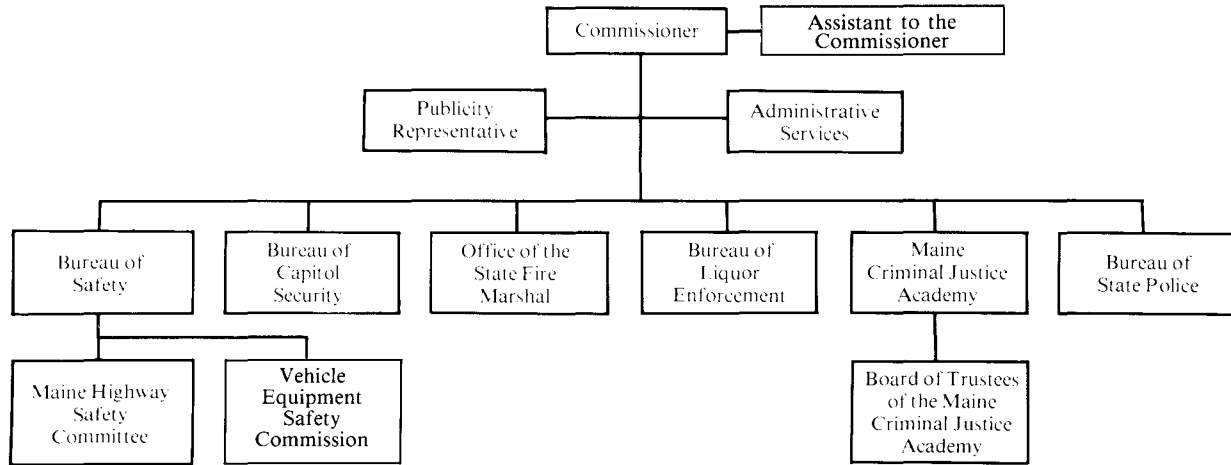 Commissioner
Assistant to the
Commissioner
Publicity
Representative
Administrative
Services
Bureau of
Safety
Bureau of
Capitol
Security
Office of the
State Fire
Marshal
Bureau of
Liquor
Enforcement
Maine
Criminal Justice
Academy
Bureau of
State Police
Maine Highway
Safety
Committee
Vehicle
Equipment
Safety
Commission
Board of Trustees
of the Maine
Criminal Justice
Academy